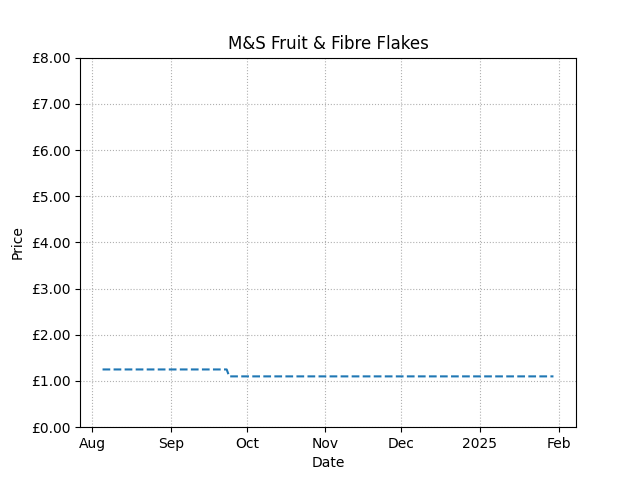 M&S Fruit & Fibre Flakes
£8.00
£7.00
£6.00
£5.00
£4.00
£3.00
£2.00
£1.00
£0.00
Price
Aug Sep Oct Nov Dec 2025 Feb
Date